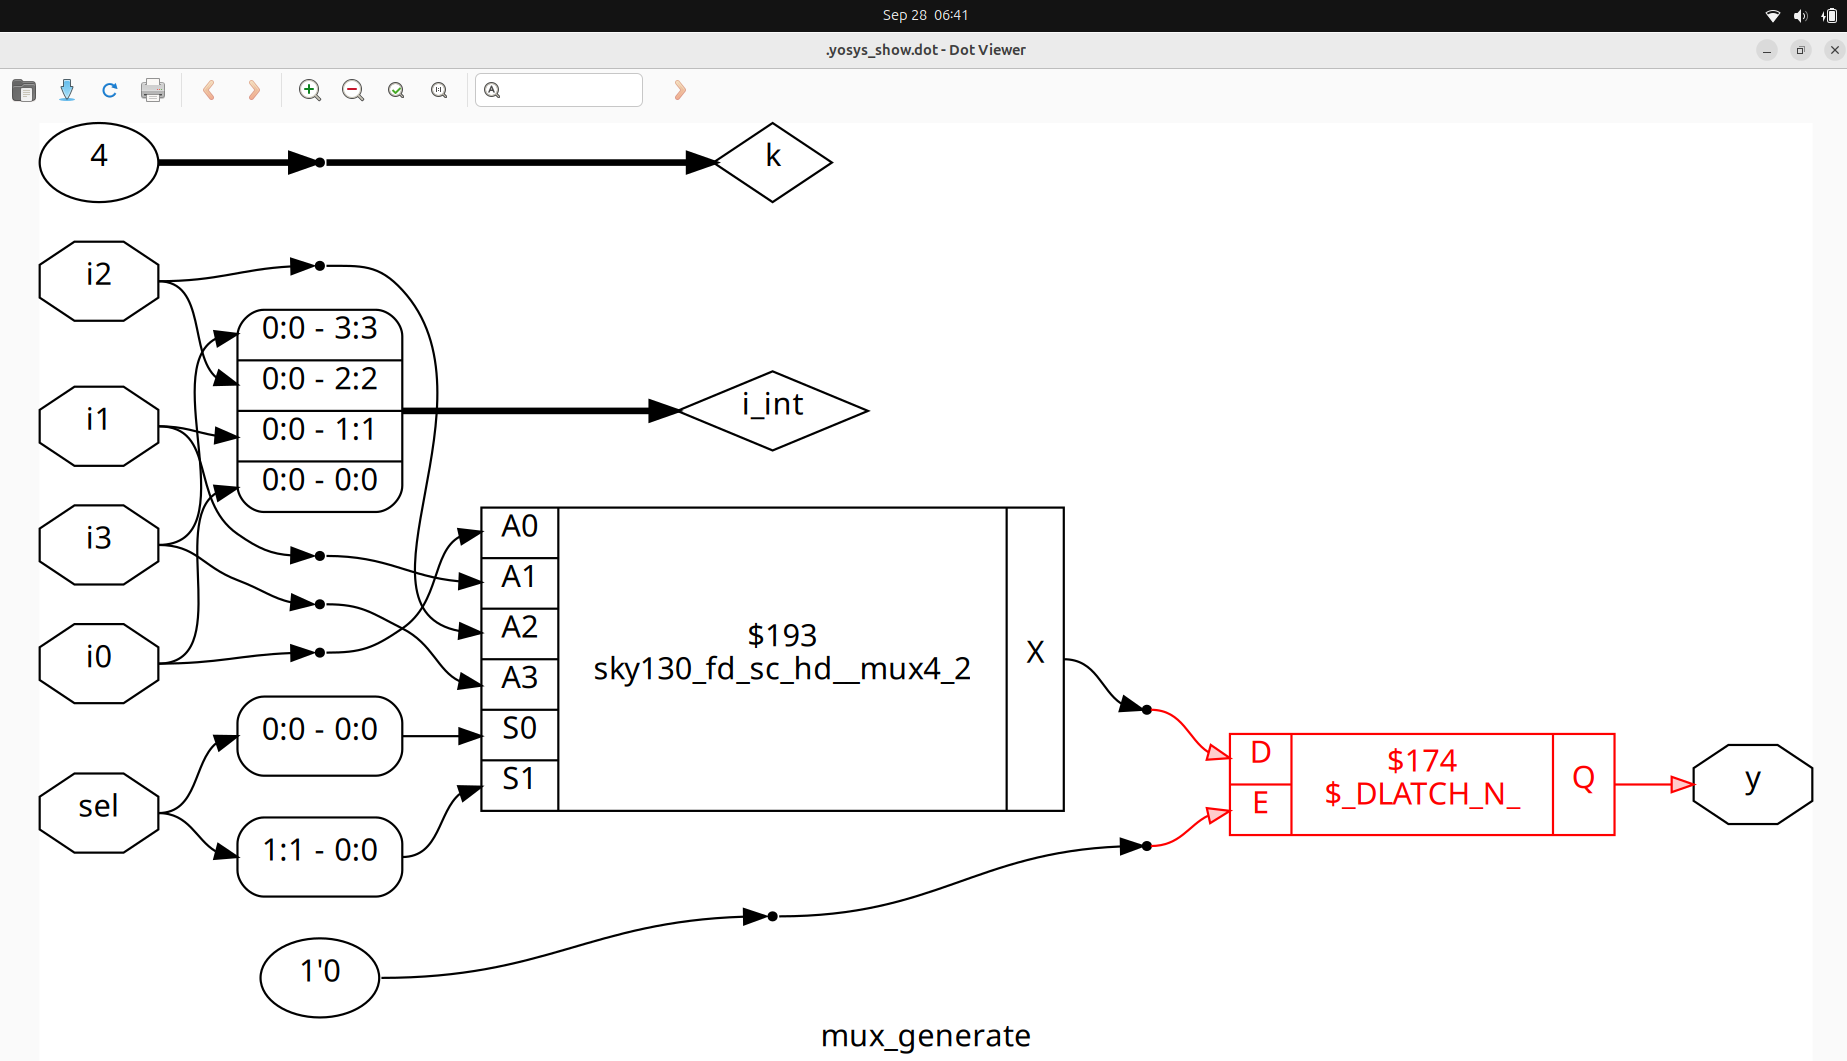 Sep 28 06:41
.yosys_show.dot - Dot Viewer
4
k
i2
0:0 - 3:3
0:0 - 2:2
0:0 - 1:1
0:0 - 0:0
i_int
i1
i3
i0
sel
0:0 - 0:0
1:1 - 0:0
A0
A1
A2
A3
S0
S1
$193
sky130_fd_sc_hd__mux4_2
X
D
E
$174
$_DLATCH_N_
Q
y
1'0
mux_generate